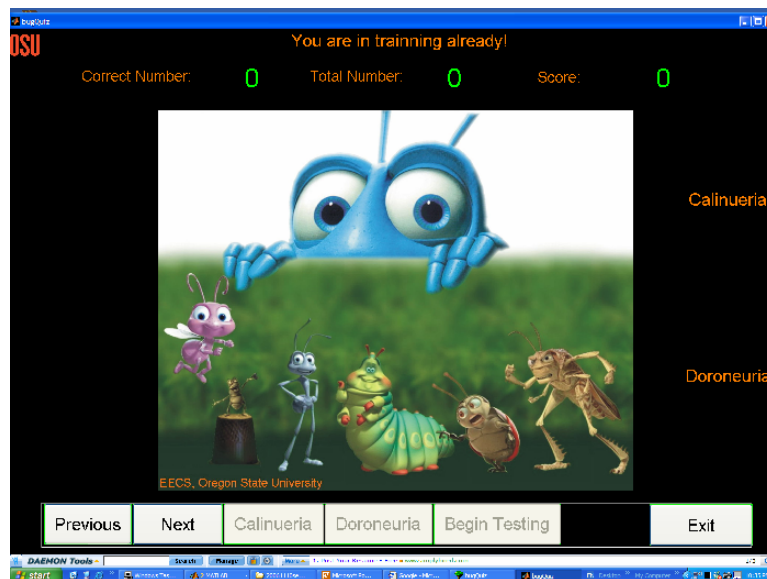 bugQuiz
OSU
You are in trainning already!
Correct Number: 0 Total Number: 0 Score: 0
Calinueria
Doroneuria
EECS, Oregon State University
Previous Next Calinueria Doroneuria Begin Testing Exit
DAEMON Tools Search Manage
start